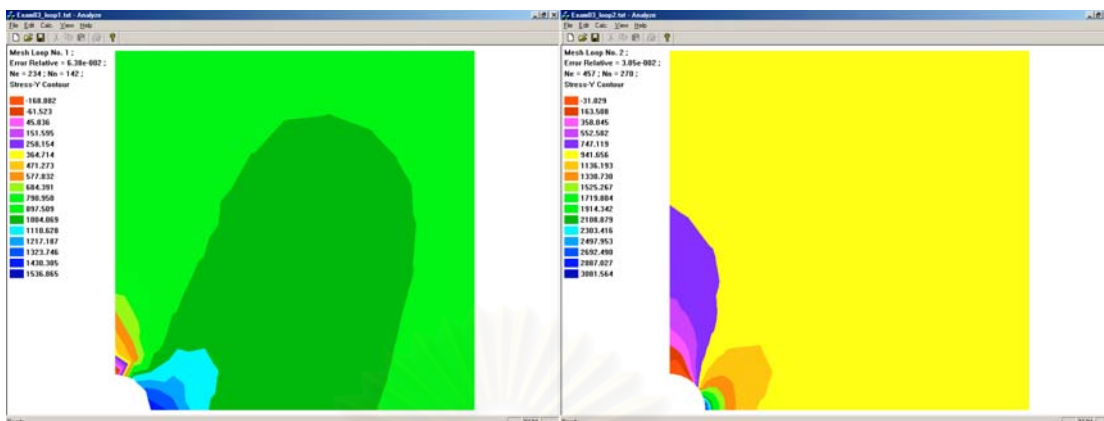 Exam03_loop1.txt - Analyze
File Edit Calc. View Help
Mesh Loop No. 1 ;
Error Relative = 6.30e-002 ;
Ne = 234 ; Nn = 142 ;
Stress-Y Contour
-168.082
-61.523
45.036
151.595
258.154
364.714
471.273
577.832
684.391
790.950
897.509
1004.069
1110.628
1217.187
1323.746
1430.305
1536.865
Exam03_loop2.txt - Analyze
File Edit Calc. View Help
Mesh Loop No. 2 ;
Error Relative = 3.05e-002 ;
Ne = 457 ; Nn = 270 ;
Stress-Y Contour
-31.029
163.508
358.045
552.582
747.119
941.656
1136.193
1330.730
1525.267
1719.804
1914.342
2108.879
2303.416
2497.953
2692.490
2887.027
3081.564